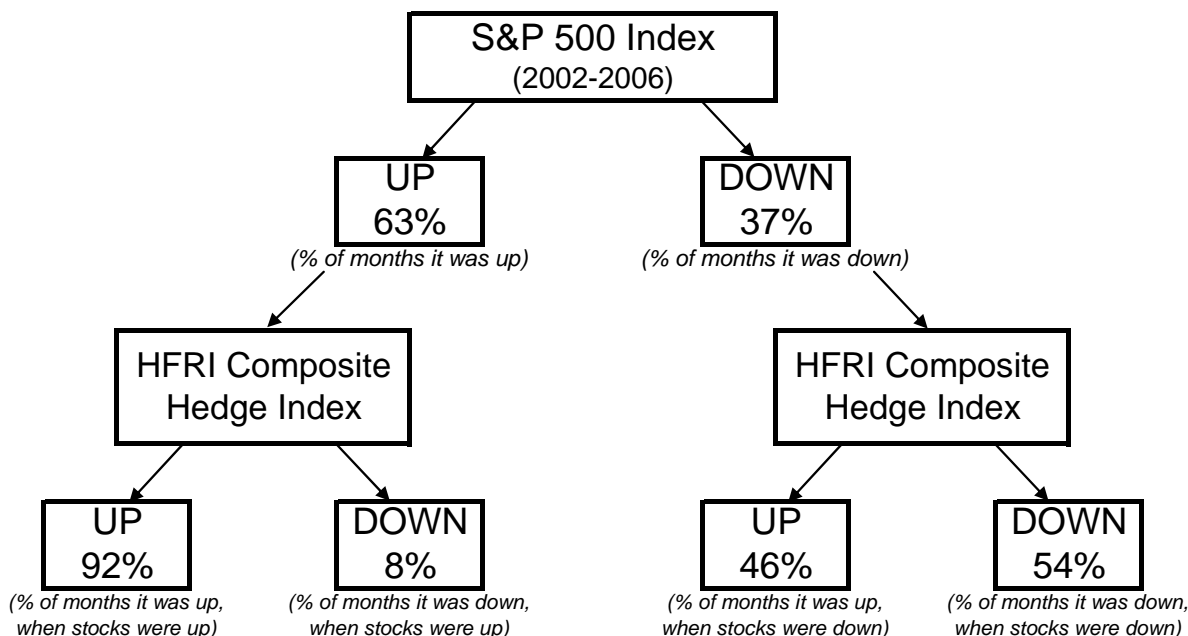 S&P 500 Index
(2002-2006)
UP
63%
(% of months it was up)
DOWN
37%
(% of months it was down)
HFRI Composite
Hedge Index
HFRI Composite
Hedge Index
UP
92%
(% of months it was up,
when stocks were up)
DOWN
8%
(% of months it was down,
when stocks were up)
UP
46%
(% of months it was up,
when stocks were down)
DOWN
54%
(% of months it was down,
when stocks were down)